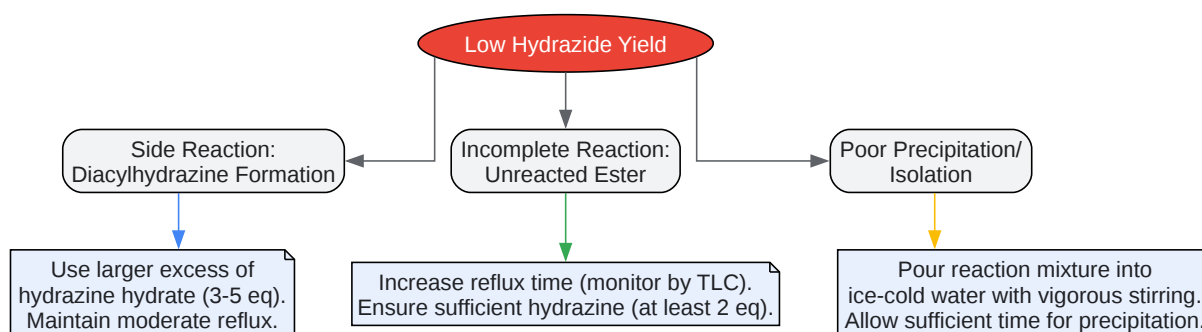 Low Hydrazide Yield
Side Reaction:
Diacylhydrazine Formation
Incomplete Reaction:
Unreacted Ester
Poor Precipitation/
Isolation
Use larger excess of
hydrazine hydrate (3-5 eq).
Maintain moderate reflux.
Increase reflux time (monitor by TLC).
Ensure sufficient hydrazine (at least 2 eq).
Pour reaction mixture into
ice-cold water with vigorous stirring.
Allow sufficient time for precipitation.